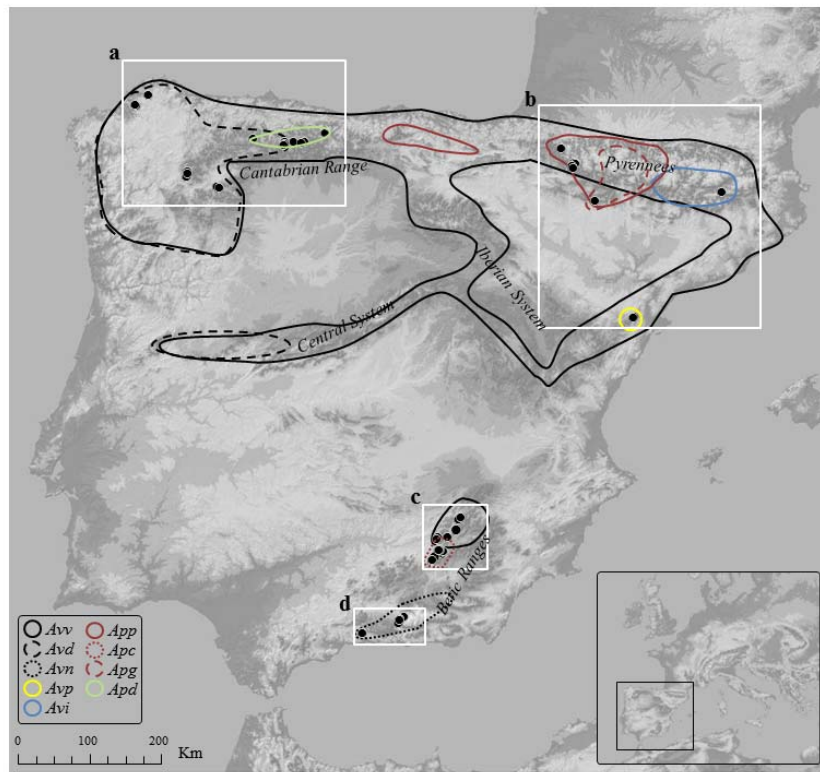 a
b
Cantabrian Range
Pyrennees
Iberian System
Central System
c
Betic Ranges
d
Avv App
Avd Apc
Avn Apg
Avp Apd
Avi
0 100 200 Km